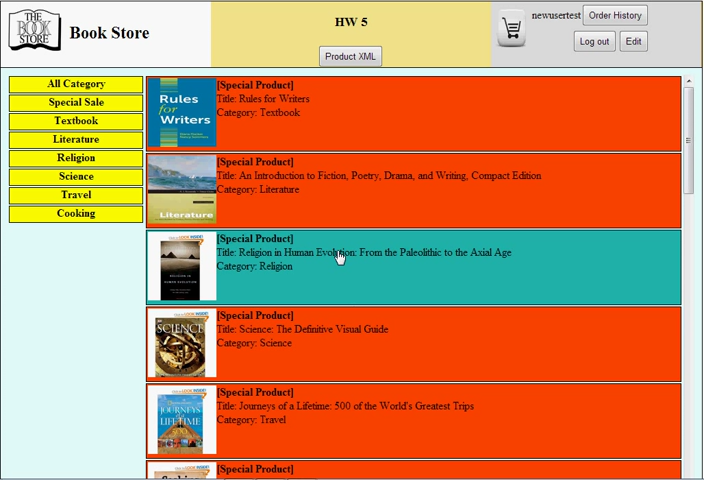 THE
BOOK
STORE
Book Store
HW 5
Product XML
newusertest
Order History
Log out
Edit
All Category
Special Sale
Textbook
Literature
Religion
Science
Travel
Cooking
Rules
for
Writers
[Special Product]
Title: Rules for Writers
Category: Textbook
Literature
[Special Product]
Title: An Introduction to Fiction, Poetry, Drama, and Writing, Compact Edition
Category: Literature
RELIGION
IN
HUMAN EVOLUTION
[Special Product]
Title: Religion in Human Evolution: From the Paleolithic to the Axial Age
Category: Religion
SCIENCE
[Special Product]
Title: Science: The Definitive Visual Guide
Category: Science
JOURNEYS
OF A
LIFETIME
500
[Special Product]
Title: Journeys of a Lifetime: 500 of the World's Greatest Trips
Category: Travel
[Special Product]